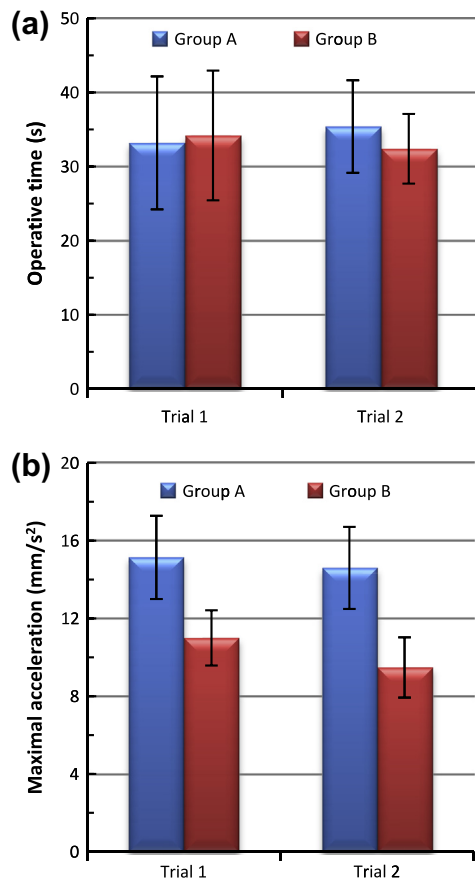 (a)
Operative time (s)
50
40
30
20
10
0
Group A
Group B
Trial 1
Trial 2
(b)
Maximal acceleration (mm/s²)
20
16
12
8
4
0
Group A
Group B
Trial 1
Trial 2